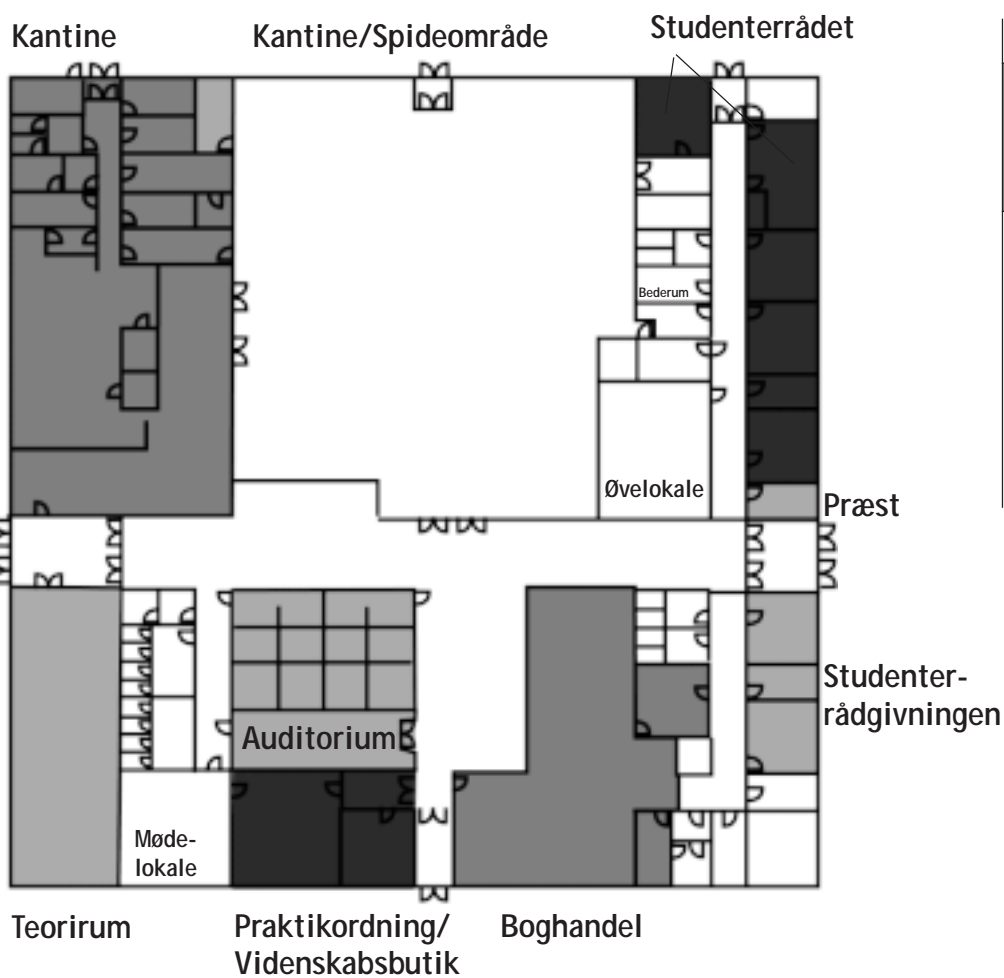 Kantine
Kantine/Spideområde
Studenterrådet
Bederum
Øvelokale
Præst
Studenter-
rådgivningen
Auditorium
Møde-
lokale
Teorirum
Praktikordning/
Videnskabsbutik
Boghandel